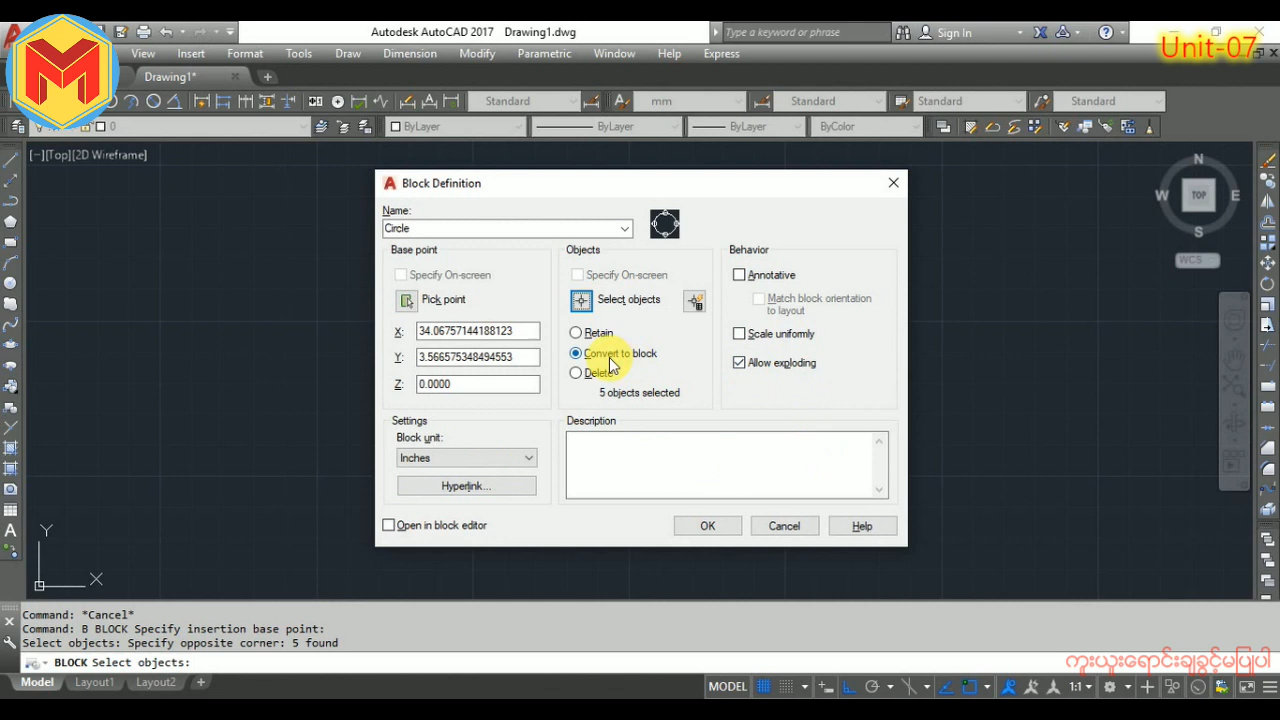 Autodesk AutoCAD 2017 Drawing1.dwg
Type a keyword or phrase
Sign In
Unit-07
View Insert Format Tools Draw Dimension Modify Parametric Window Help Express
Drawing1*
Standard mm Standard Standard Standard
0 ByLayer ByLayer ByLayer ByColor
[−][Top][2D Wireframe]
N
W TOP E
S
WCS
Block Definition
Name:
Circle
Base point
Specify On-screen
Pick point
X: 34.06757144188123
Y: 3.566575348494553
Z: 0.0000
Objects
Specify On-screen
Select objects
Retain
Convert to block
Delete
5 objects selected
Behavior
Annotative
Match block orientation
to layout
Scale uniformly
Allow exploding
Settings
Block unit:
Inches
Hyperlink...
Description
Open in block editor
OK Cancel Help
Y
X
Command: *Cancel*
Command: B BLOCK Specify insertion base point:
Select objects: Specify opposite corner: 5 found
BLOCK Select objects:
ကူးယူးရောင်းချခွင့်မပြုပါ
Model Layout1 Layout2 +
MODEL 1:1